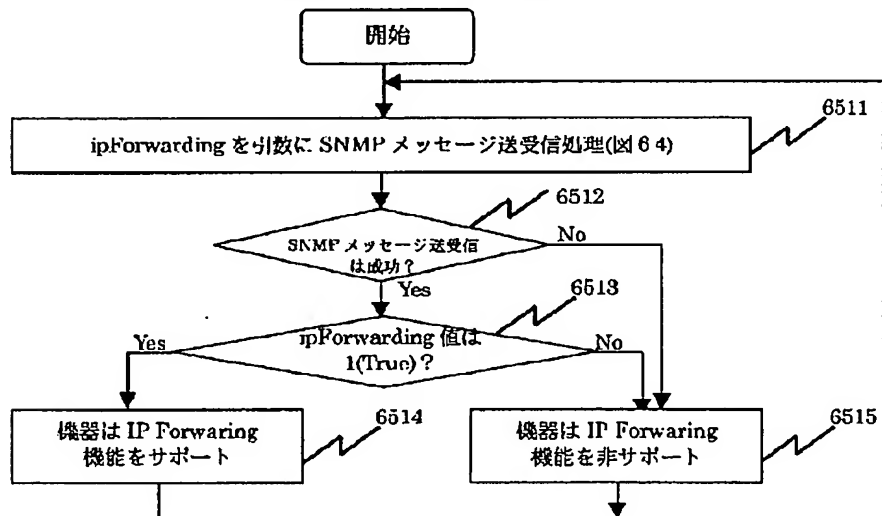 開始
6511
ipForwarding を引数に SNMP メッセージ送受信処理(図 6 4)
6512
SNMP メッセージ送受信
は成功?
No
Yes
6513
ipForwarding 値は
1(True)?
Yes
No
6514
機器は IP Forwaring
機能をサポート
6515
機器は IP Forwaring
機能を非サポート